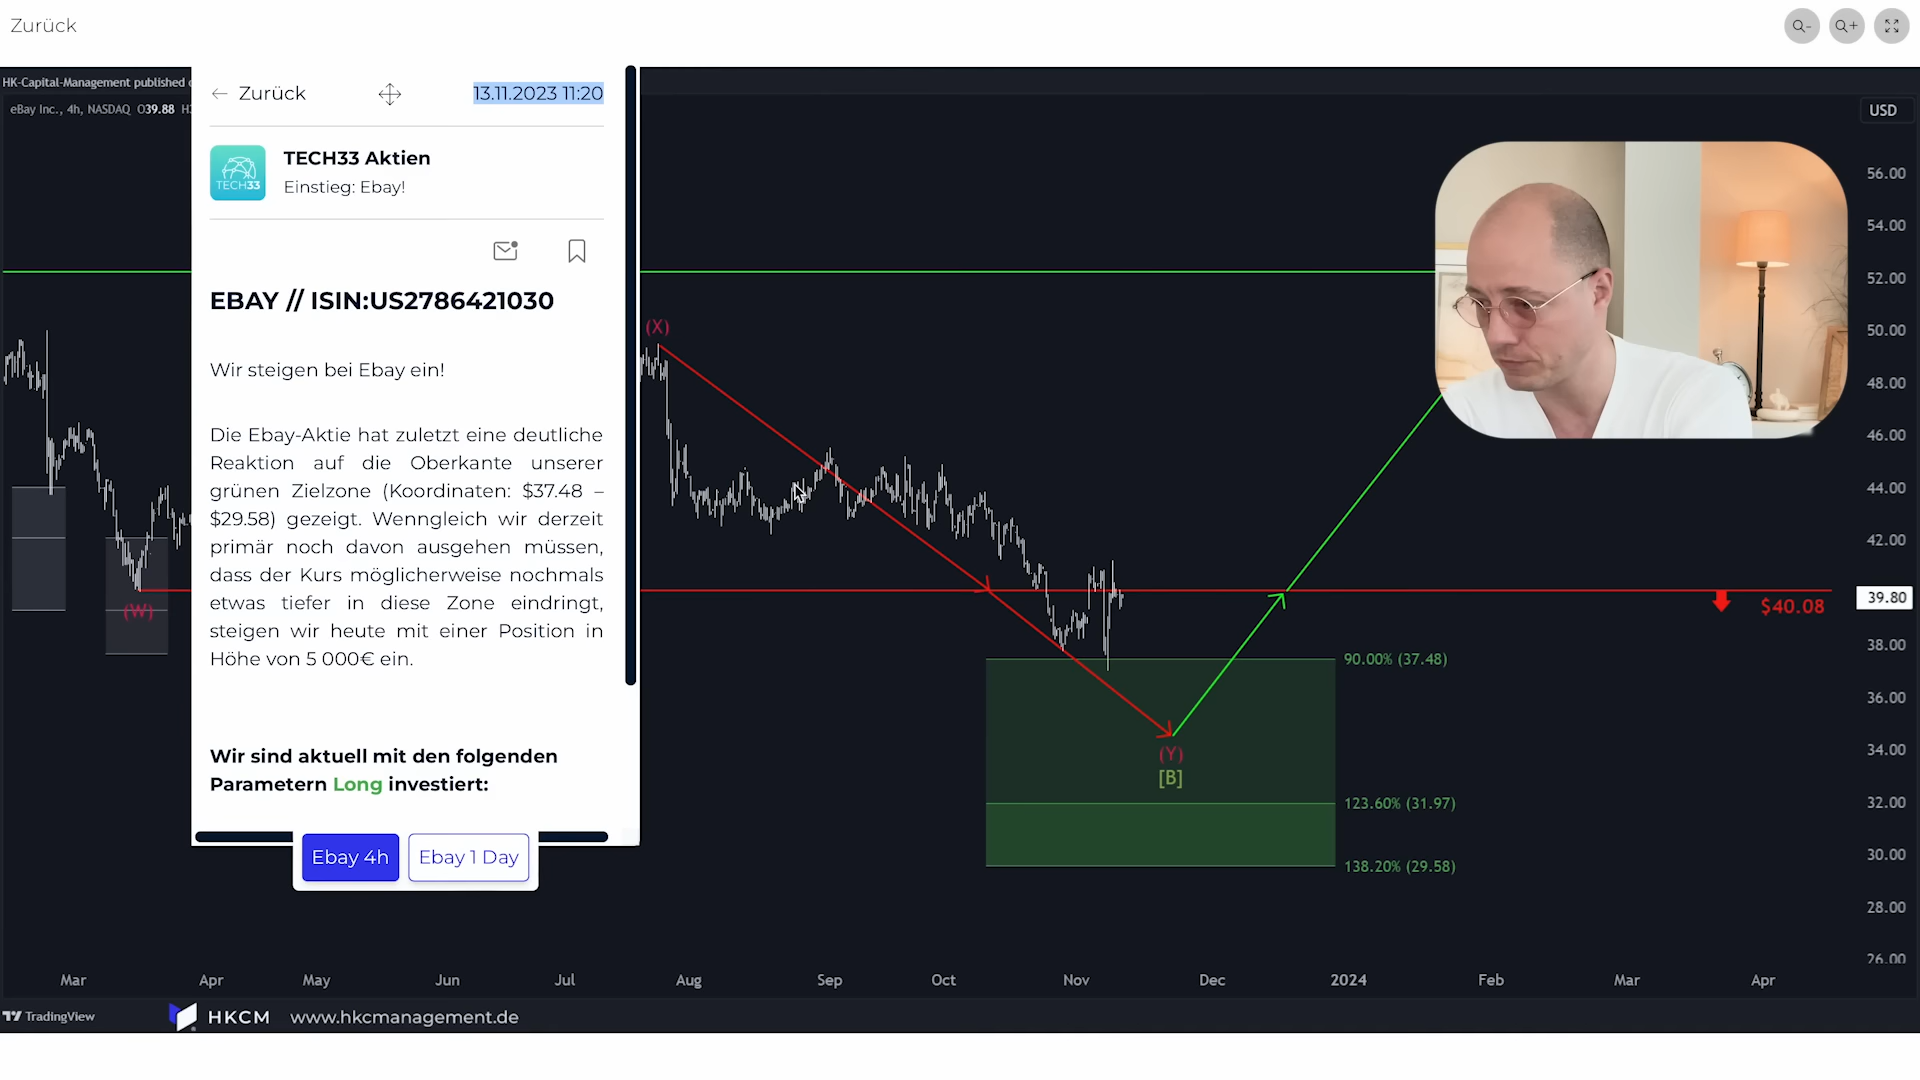 Zurück
HK-Capital-Management published
eBay Inc., 4h, NASDAQ O39.88
Zurück
13.11.2023 11:20
TECH33
TECH33 Aktien
Einstieg: Ebay!
EBAY // ISIN:US2786421030
Wir steigen bei Ebay ein!
Die Ebay-Aktie hat zuletzt eine deutliche
Reaktion auf die Oberkante unserer
grünen Zielzone (Koordinaten: $37.48 –
$29.58) gezeigt. Wenngleich wir derzeit
primär noch davon ausgehen müssen,
dass der Kurs möglicherweise nochmals
etwas tiefer in diese Zone eindringt,
steigen wir heute mit einer Position in
Höhe von 5 000€ ein.
Wir sind aktuell mit den folgenden
Parametern Long investiert:
Ebay 4h
Ebay 1 Day
(W)
(X)
(Y)
[B]
90.00% (37.48)
123.60% (31.97)
138.20% (29.58)
$40.08
USD
56.00
54.00
52.00
50.00
48.00
46.00
44.00
42.00
39.80
38.00
36.00
34.00
32.00
30.00
28.00
26.00
Mar Apr May Jun Jul Aug Sep Oct Nov Dec 2024 Feb Mar Apr
TradingView
HKCM www.hkcmanagement.de